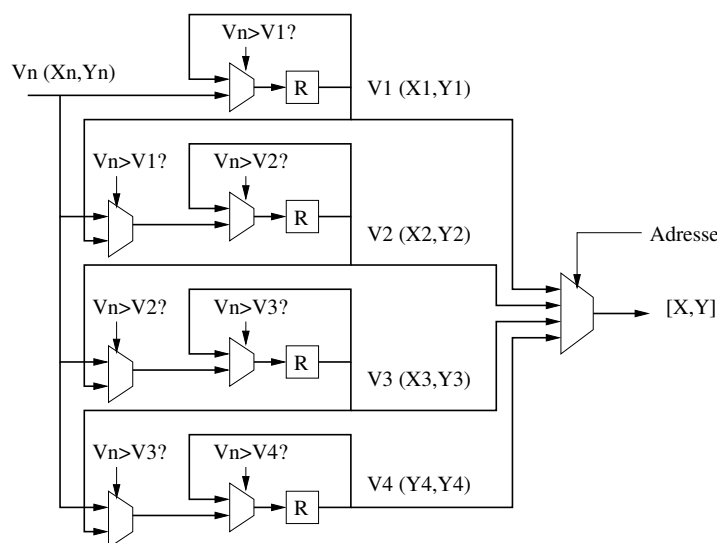 Vn>V1?
Vn (Xn,Yn)
R
V1 (X1,Y1)
Vn>V1?
Vn>V2?
R
V2 (X2,Y2)
Adresse
Vn>V2?
Vn>V3?
[X,Y]
R
V3 (X3,Y3)
Vn>V3?
Vn>V4?
V4 (Y4,Y4)
R